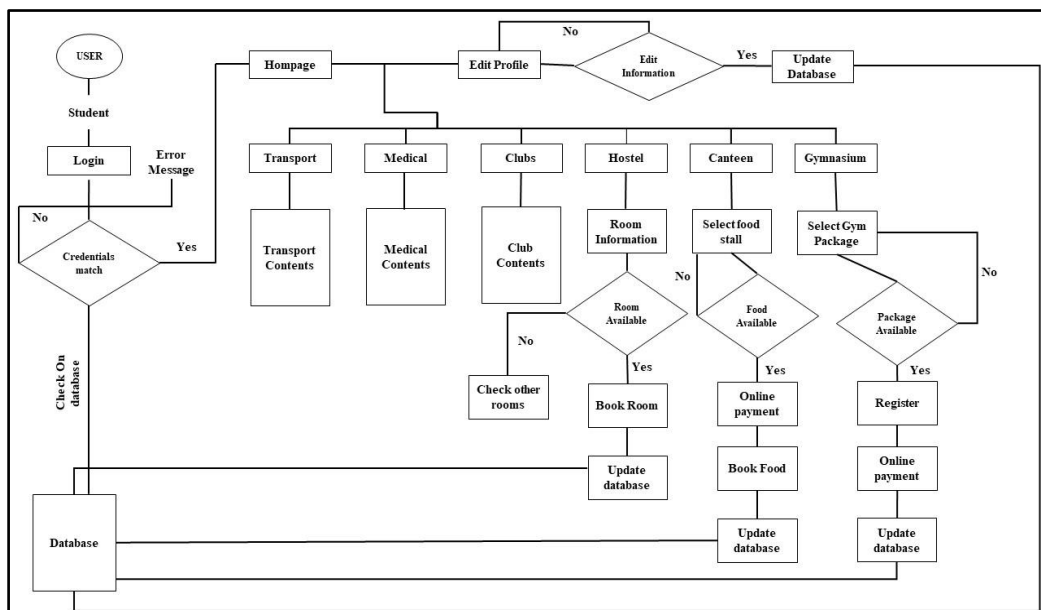 USER
Student
Login
Error
Message
No
Credentials
match
Yes
Check On
database
Database
Hompage
Edit Profile
No
Edit
Information
Yes
Update
Database
Transport
Medical
Clubs
Hostel
Canteen
Gymnasium
Transport
Contents
Medical
Contents
Club
Contents
Room
Information
Select food
stall
Select Gym
Package
No
No
Room
Available
Food
Available
Package
Available
No
Yes
Yes
Yes
Check other
rooms
Book Room
Online
payment
Register
Update
database
Book Food
Online
payment
Update
database
Update
database